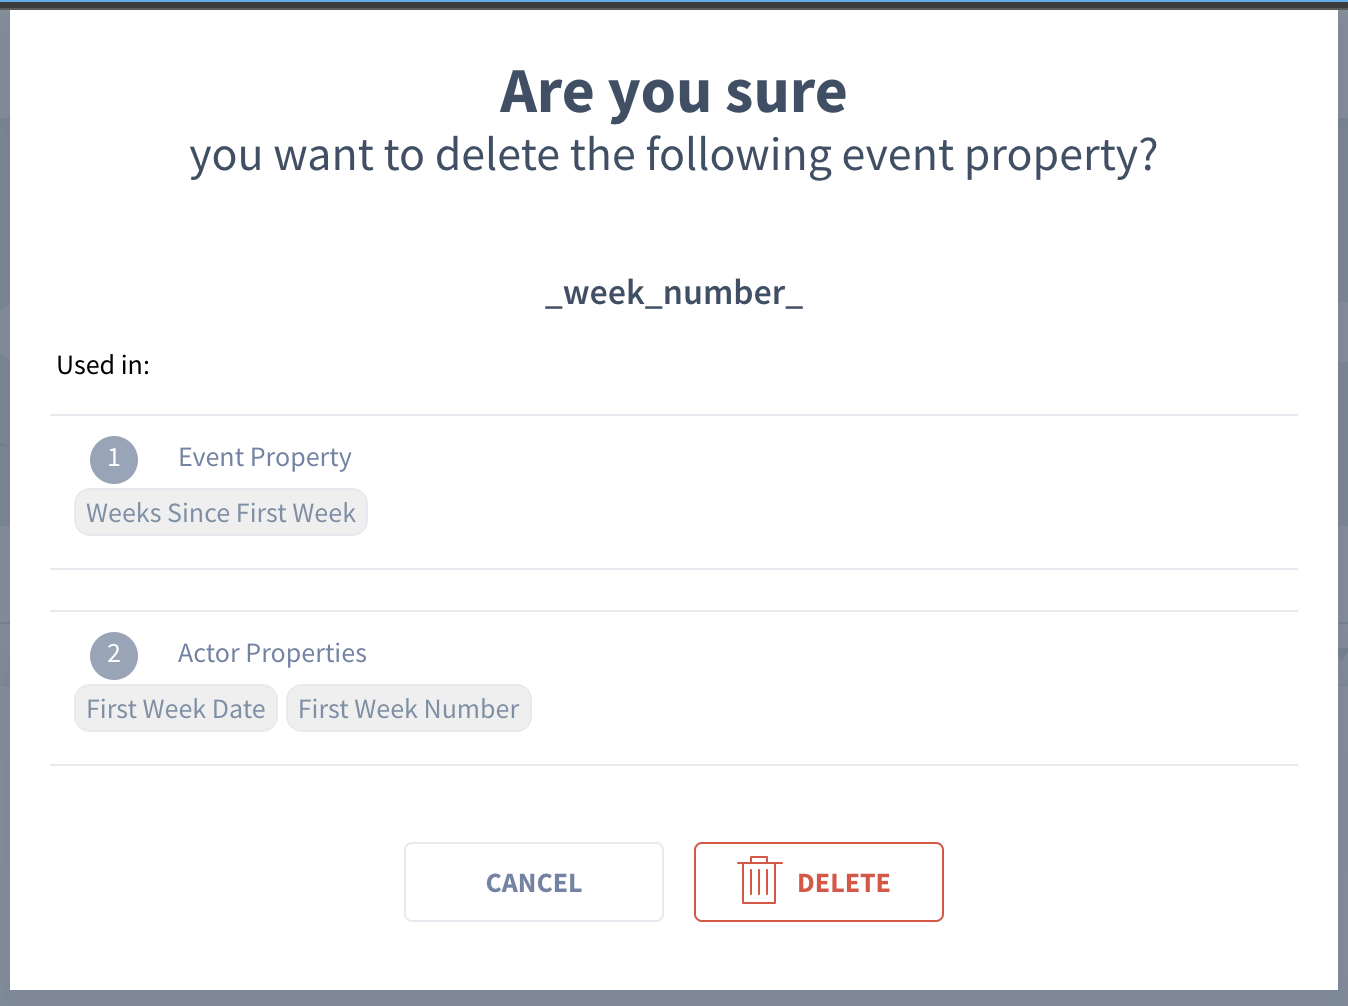 Are you sure
you want to delete the following event property?
_week_number_
Used in:
1 Event Property
Weeks Since First Week
2 Actor Properties
First Week Date First Week Number
CANCEL DELETE